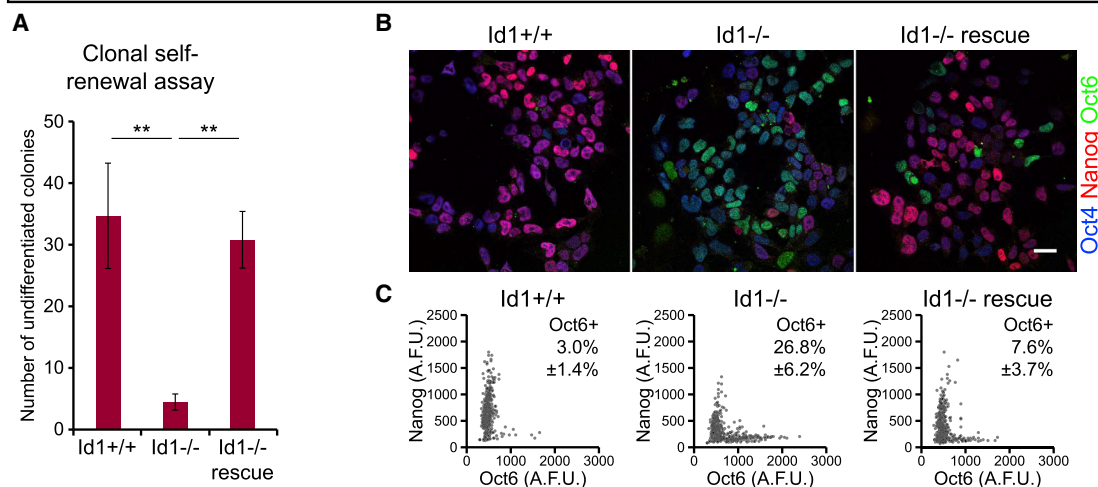 A
Clonal self-
renewal assay
Number of undifferentiated colonies
50
40
30
20
10
0
**
**
Id1+/+
Id1-/-
Id1-/-
rescue
B
Id1+/+
Id1-/-
Id1-/- rescue
Oct4 Nanog Oct6
C
Id1+/+
Nanog (A.F.U.)
2500
2000
1500
1000
500
0
Oct6+
3.0%
±1.4%
0
1000
2000
3000
Oct6 (A.F.U.)
Id1-/-
Nanog (A.F.U.)
2500
2000
1500
1000
500
0
Oct6+
26.8%
±6.2%
0
1000
2000
3000
Oct6 (A.F.U.)
Id1-/- rescue
Nanog (A.F.U.)
2500
2000
1500
1000
500
0
Oct6+
7.6%
±3.7%
0
1000
2000
3000
Oct6 (A.F.U.)